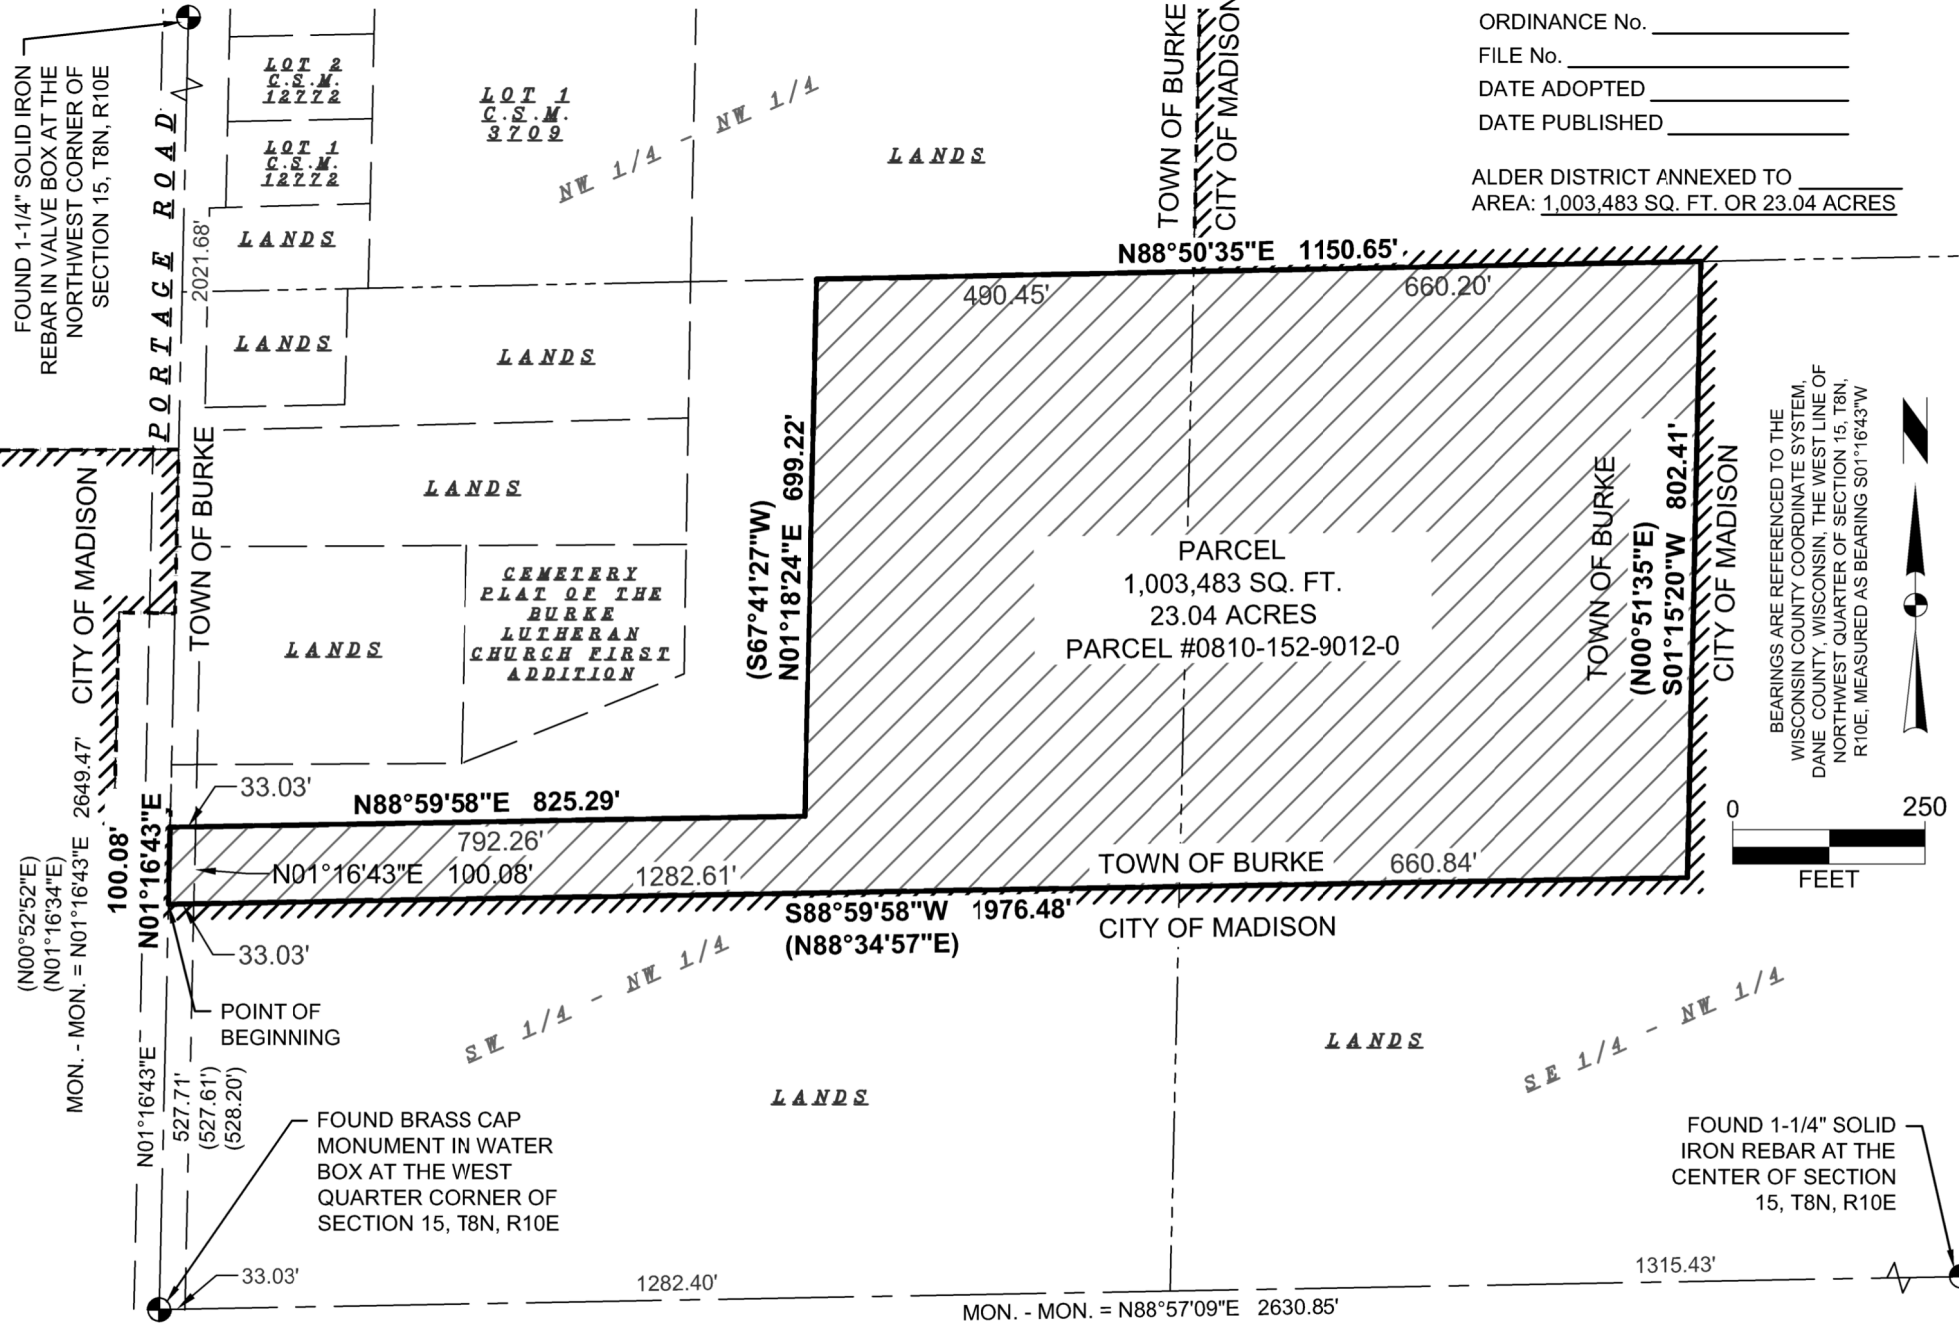 ORDINANCE No.
FILE No.
DATE ADOPTED
DATE PUBLISHED
ALDER DISTRICT ANNEXED TO
AREA: 1,003,483 SQ. FT. OR 23.04 ACRES
FOUND 1-1/4" SOLID IRON
REBAR IN VALVE BOX AT THE
NORTHWEST CORNER OF
SECTION 15, T8N, R10E
PORTAGE ROAD
2021.68'
LOT 2
C.S.M.
12772
LOT 1
C.S.M.
12772
LOT 1
C.S.M.
3709
NW 1/4 - NW 1/4
LANDS
TOWN OF BURKE
CITY OF MADISON
LANDS
N88°50'35"E 1150.65'
490.45'
660.20'
LANDS
LANDS
LANDS
CITY OF MADISON
TOWN OF BURKE
LANDS
CEMETERY
PLAT OF THE
BURKE
LUTHERAN
CHURCH FIRST
ADDITION
(S67°41'27"W)
N01°18'24"E 699.22'
PARCEL
1,003,483 SQ. FT.
23.04 ACRES
PARCEL #0810-152-9012-0
TOWN OF BURKE
(N00°51'35"E)
S01°15'20"W 802.41'
CITY OF MADISON
BEARINGS ARE REFERENCED TO THE
WISCONSIN COUNTY COORDINATE SYSTEM,
DANE COUNTY, WISCONSIN, THE WEST LINE OF
NORTHWEST QUARTER OF SECTION 15, T8N,
R10E, MEASURED AS BEARING S01°16'43"W
N
0 250
FEET
33.03'
N88°59'58"E 825.29'
792.26'
N01°16'43"E 100.08'
1282.61'
TOWN OF BURKE
660.84'
S88°59'58"W 1976.48'
(N88°34'57"E)
CITY OF MADISON
(N00°52'52"E)
(N01°16'34"E)
MON. - MON. = N01°16'43"E 2649.47'
100.08'
N01°16'43"E
33.03'
POINT OF
BEGINNING
SW 1/4 - NW 1/4
LANDS
SE 1/4 - NW 1/4
LANDS
N01°16'43"E
527.71'
(527.61')
(528.20')
FOUND BRASS CAP
MONUMENT IN WATER
BOX AT THE WEST
QUARTER CORNER OF
SECTION 15, T8N, R10E
FOUND 1-1/4" SOLID
IRON REBAR AT THE
CENTER OF SECTION
15, T8N, R10E
33.03'
1282.40'
1315.43'
MON. - MON. = N88°57'09"E 2630.85'